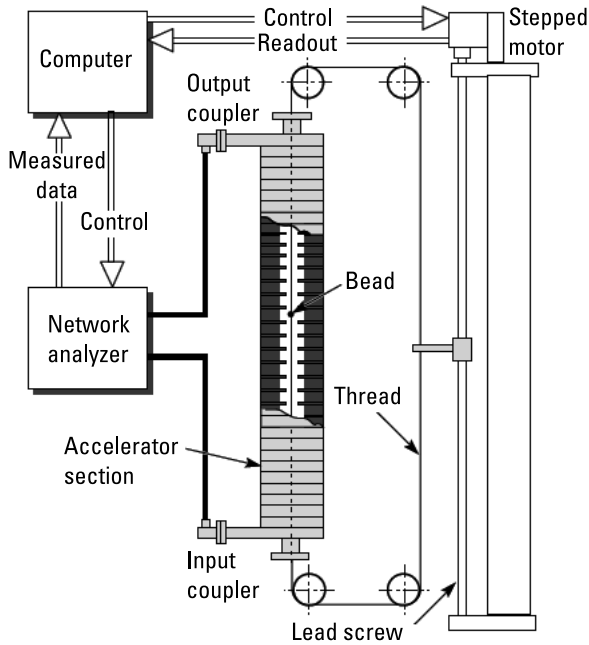 Control
Readout
Stepped
motor
Computer
Output
coupler
Measured
data
Control
Bead
Network
analyzer
Thread
Accelerator
section
Input
coupler
Lead screw